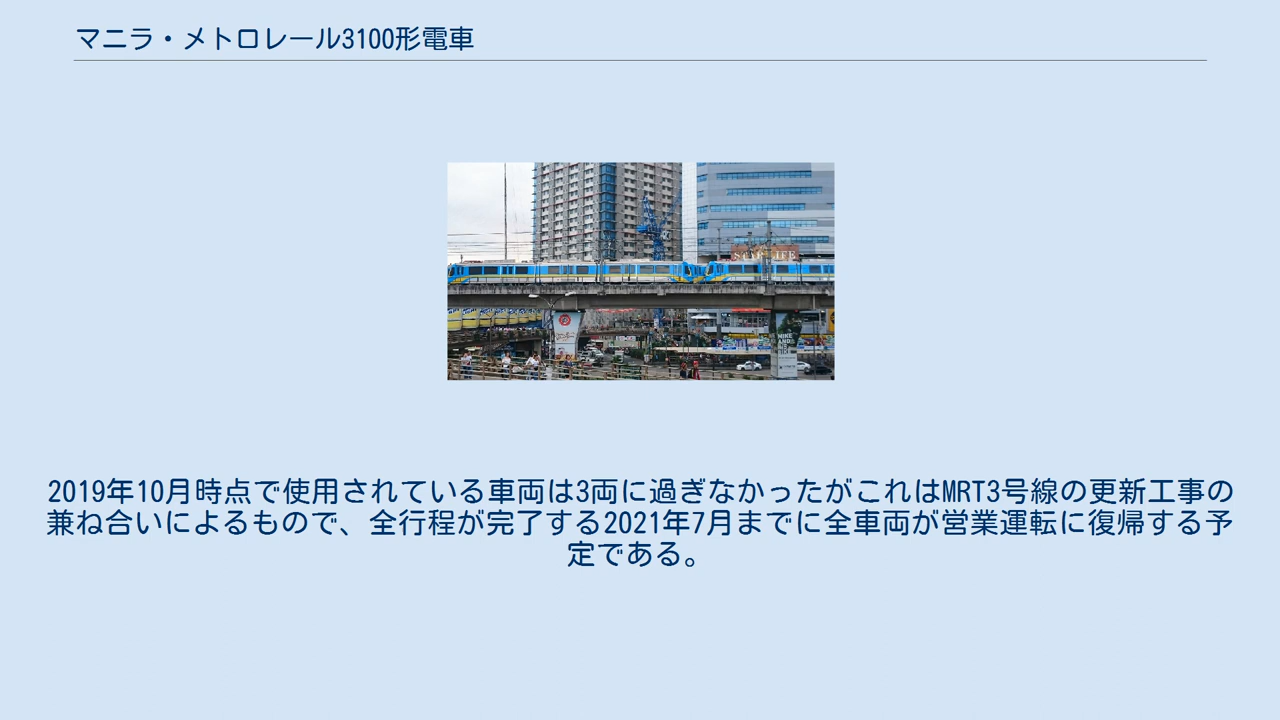 マニラ・メトロレール3100形電車
2019年10月時点で使用されている車両は3両に過ぎなかったがこれはMRT3号線の更新工事の
兼ね合いによるもので、全行程が完了する2021年7月までに全車両が営業運転に復帰する予
定である。